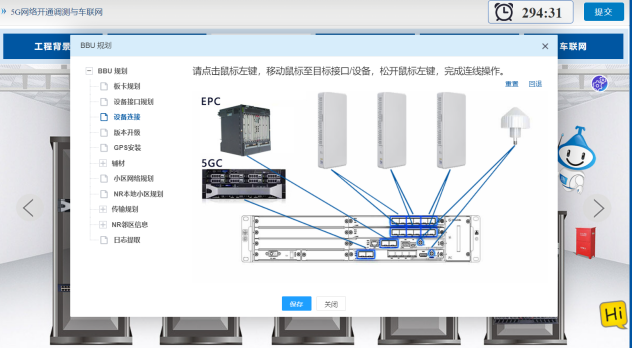 » 5G网络开通调测与车联网
294:31
提交
工程背景
车联网
BBU 规划
×
BBU 规划
板卡规划
设备接口规划
设备连接
版本升级
GPS安装
辅材
小区网络规划
NR本地小区规划
传输规划
NR邻区信息
日志提取
请点击鼠标左键，移动鼠标至目标接口/设备，松开鼠标左键，完成连线操作。
重置 回退
EPC
5GC
保存 关闭
Hi